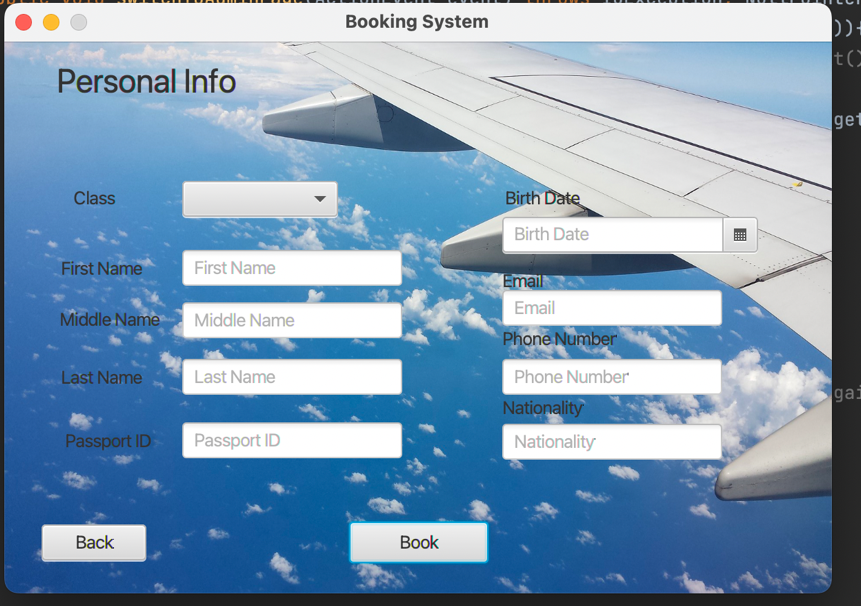 Booking System
Personal Info
Class
First Name
First Name
Middle Name
Middle Name
Last Name
Last Name
Passport ID
Passport ID
Birth Date
Birth Date
Email
Email
Phone Number
Phone Number
Nationality
Nationality
Back
Book